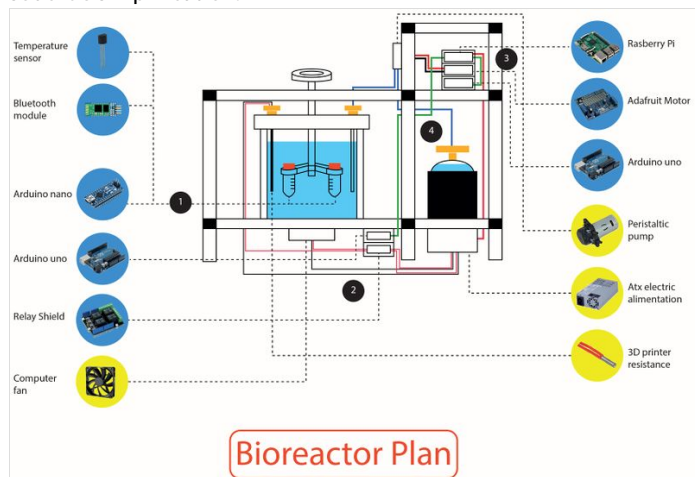 Temperature
sensor
Bluetooth
module
Arduino nano
Arduino uno
Relay Shield
Computer
fan
1
2
3
4
Rasberry Pi
Adafruit Motor
Arduino uno
Peristaltic
pump
Atx electric
alimentation
3D printer
resistance
Bioreactor Plan